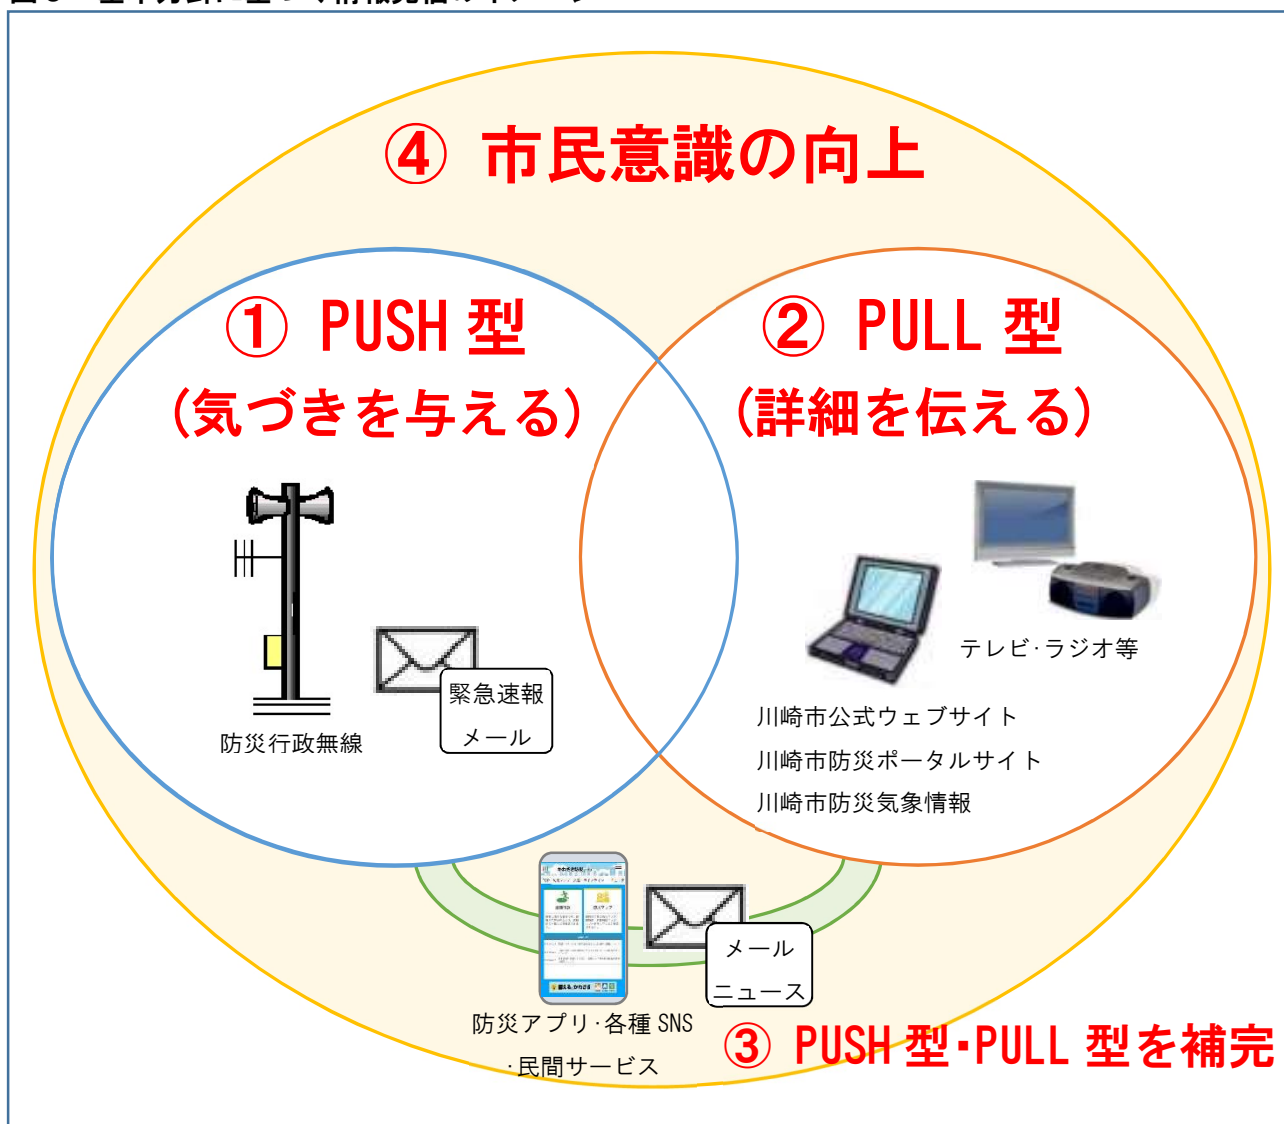 ④ 市民意識の向上
① PUSH 型
(気づきを与える)
② PULL 型
(詳細を伝える)
防災行政無線
緊急速報
メール
テレビ・ラジオ等
川崎市公式ウェブサイト
川崎市防災ポータルサイト
川崎市防災気象情報
メール
ニュース
防災アプリ・各種 SNS
・民間サービス
③ PUSH 型・PULL 型を補完